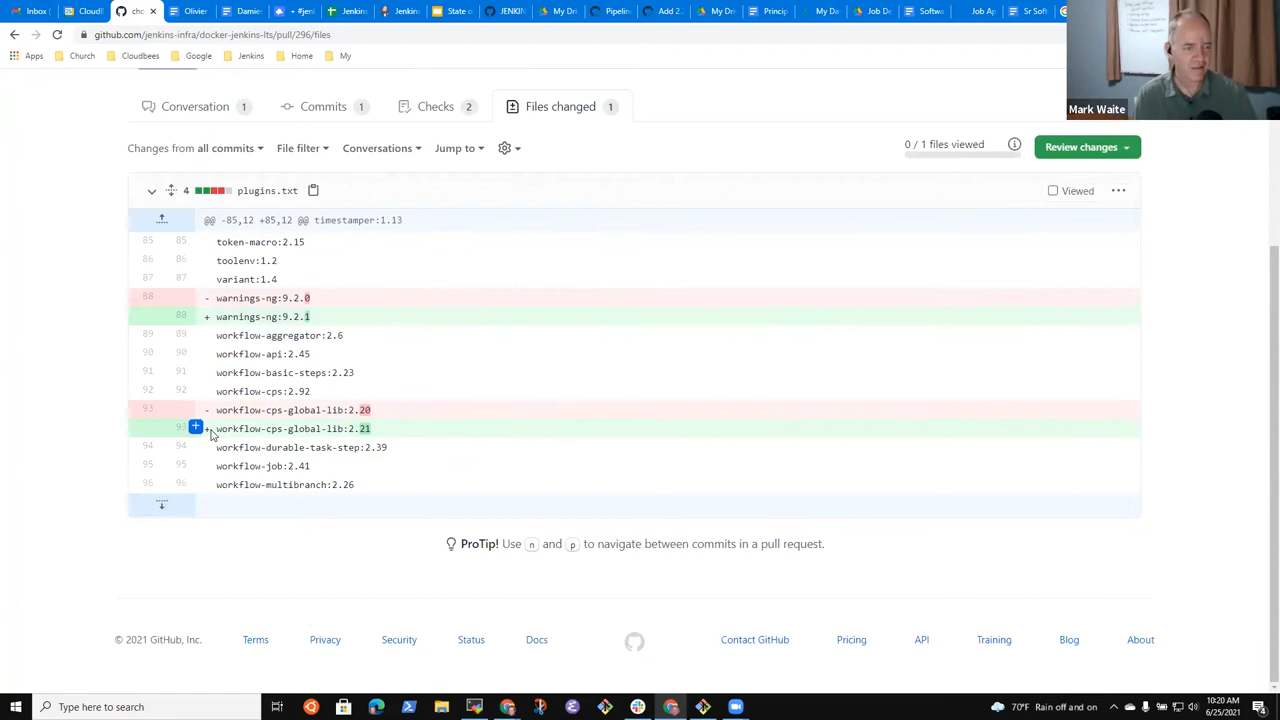 Inbox (
CloudB
chc
Olivier
workdie
+ #jen
Jenkins
Jenkins
State o
JENKIN
My Dri
Pipelin
Add 2
My Dri
Princip
My Da
Job De
Softwa
Job Ap
Sr Soft
github.com/jenkins-infra/docker-jenkins-lts/pull/296/files
Apps
Church
Cloudbees
Google
Jenkins
Home
My
Mark Waite
Conversation 1
Commits 1
Checks 2
Files changed 1
Changes from all commits
File filter
Conversations
Jump to
0 / 1 files viewed
Review changes
4 plugins.txt
Viewed
@@ -85,12 +85,12 @@ timestamper:1.13
85 85 token-macro:2.15
86 86 toolenv:1.2
87 87 variant:1.4
88 - warnings-ng:9.2.0
88 + warnings-ng:9.2.1
89 89 workflow-aggregator:2.6
90 90 workflow-api:2.45
91 91 workflow-basic-steps:2.23
92 92 workflow-cps:2.92
93 - workflow-cps-global-lib:2.20
93 + workflow-cps-global-lib:2.21
94 94 workflow-durable-task-step:2.39
95 95 workflow-job:2.41
96 96 workflow-multibranch:2.26
ProTip! Use n and p to navigate between commits in a pull request.
© 2021 GitHub, Inc.
Terms
Privacy
Security
Status
Docs
Contact GitHub
Pricing
API
Training
Blog
About
Type here to search
70°F Rain off and on
10:20 AM
6/25/2021
4